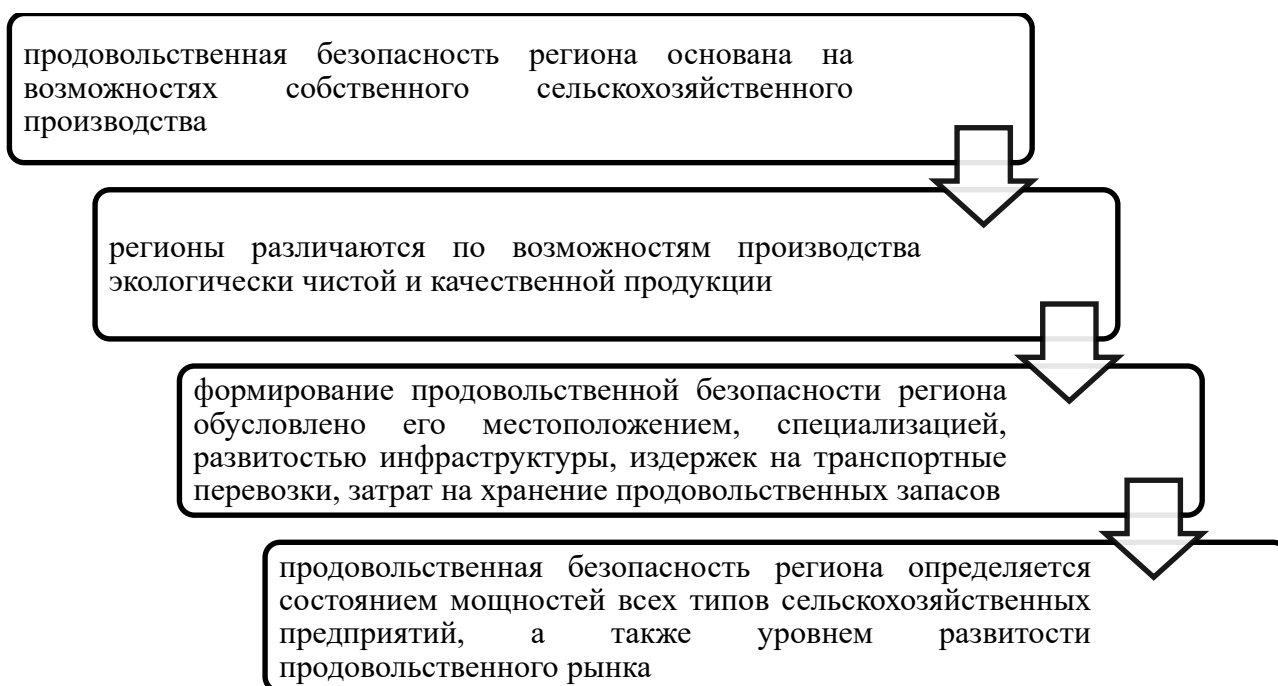 продовольственная безопасность региона основана на
возможностях собственного сельскохозяйственного
производства
регионы различаются по возможностям производства
экологически чистой и качественной продукции
формирование продовольственной безопасности региона
обусловлено его местоположением, специализацией,
развитостью инфраструктуры, издержек на транспортные
перевозки, затрат на хранение продовольственных запасов
продовольственная безопасность региона определяется
состоянием мощностей всех типов сельскохозяйственных
предприятий, а также уровнем развитости
продовольственного рынка